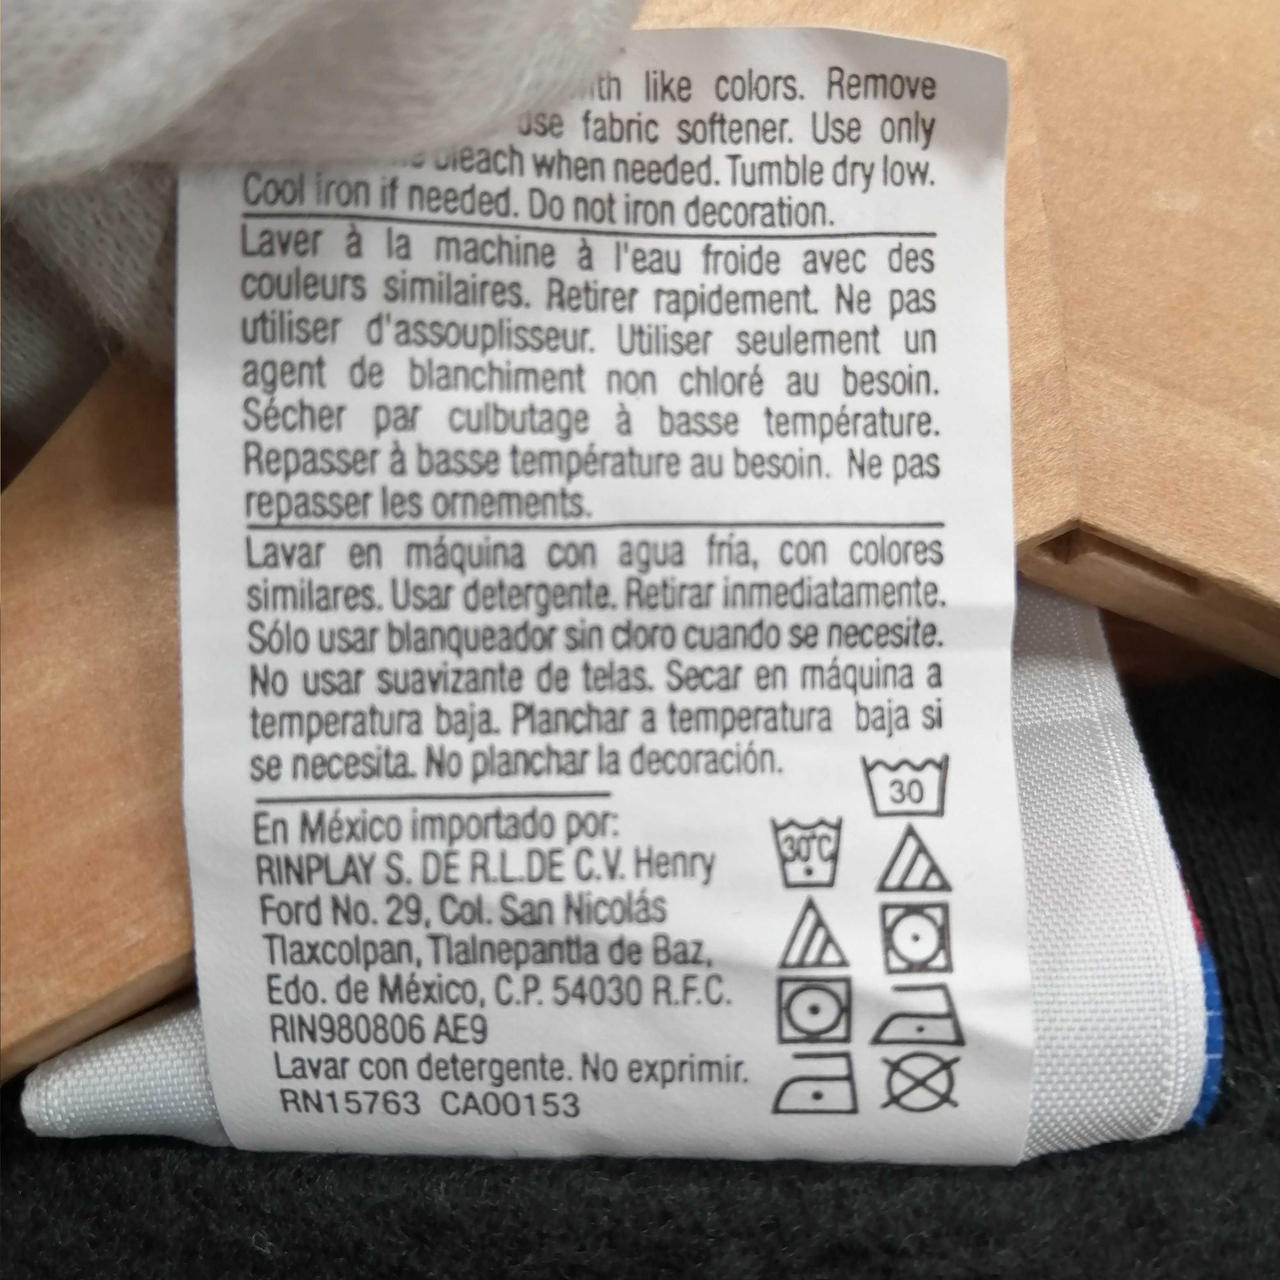 like colors. Remove
use fabric softener. Use only
bleach when needed. Tumble dry low.
Cool iron if needed. Do not iron decoration.
Laver à la machine à l'eau froide avec des
couleurs similaires. Retirer rapidement. Ne pas
utiliser d'assouplisseur. Utiliser seulement un
agent de blanchiment non chloré au besoin.
Sécher par culbutage à basse température.
Repasser à basse température au besoin. Ne pas
repasser les ornements.
Lavar en máquina con agua fría, con colores
similares. Usar detergente. Retirar inmediatamente.
Sólo usar blanqueador sin cloro cuando se necesite.
No usar suavizante de telas. Secar en máquina a
temperatura baja. Planchar a temperatura baja si
se necesita. No planchar la decoración.
30
30°C
En México importado por:
RINPLAY S. DE R.L.DE C.V. Henry
Ford No. 29, Col. San Nicolás
Tlaxcolpan, Tlalnepantla de Baz,
Edo. de México, C.P. 54030 R.F.C.
RIN980806 AE9
Lavar con detergente. No exprimir.
RN15763 CA00153